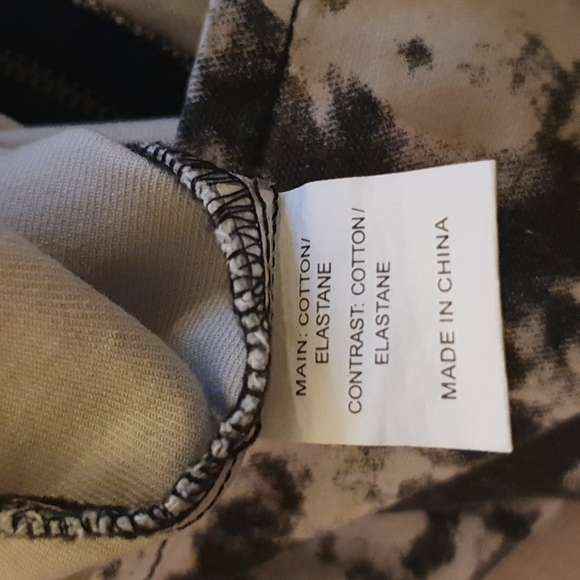 MAIN: COTTON/
ELASTANE
CONTRAST: COTTON/
ELASTANE
MADE IN CHINA